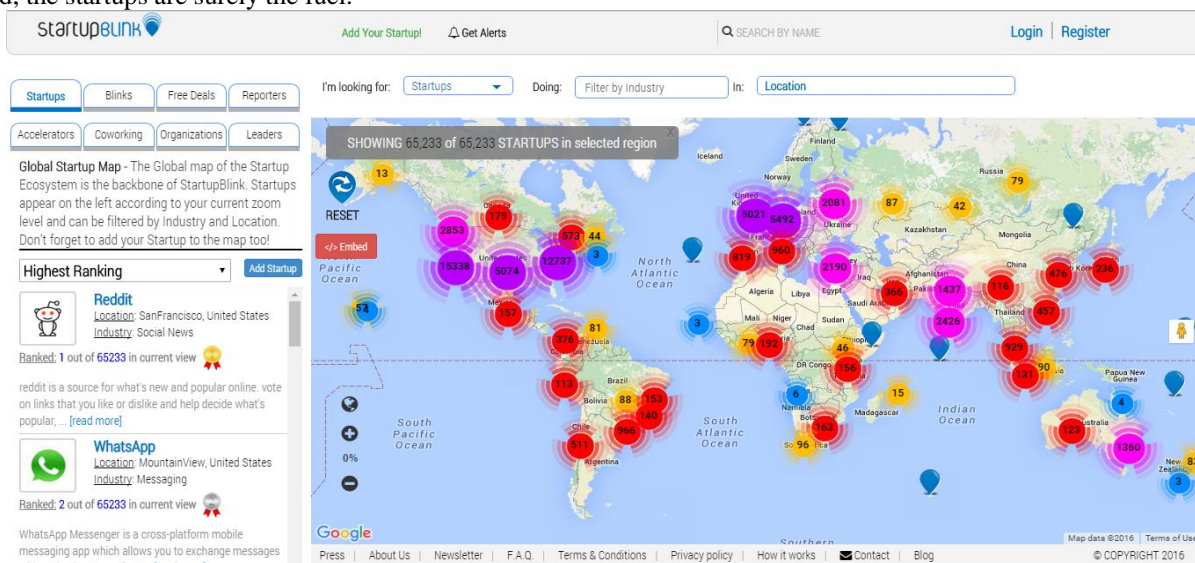 d, the startups are surely the fuel.
startupBLINK
Add Your Startup!
Get Alerts
SEARCH BY NAME
Login | Register
Startups
Blinks
Free Deals
Reporters
Accelerators
Coworking
Organizations
Leaders
I'm looking for:
Startups
Doing:
Filter by Industry
In:
Location
Global Startup Map - The Global map of the Startup
Ecosystem is the backbone of StartupBlink. Startups
appear on the left according to your current zoom
level and can be filtered by Industry and Location.
Don't forget to add your Startup to the map too!
Highest Ranking
Add Startup
Reddit
Location: SanFrancisco, United States
Industry: Social News
Ranked: 1 out of 65233 in current view
reddit is a source for what's new and popular online. vote
on links that you like or dislike and help decide what's
popular, ... [read more]
WhatsApp
Location: MountainView, United States
Industry: Messaging
Ranked: 2 out of 65233 in current view
WhatsApp Messenger is a cross-platform mobile
messaging app which allows you to exchange messages
SHOWING 65,233 of 65,233 STARTUPS in selected region
X
RESET
</> Embed
13
179
2853
573
44
3
15338
5074
12737
157
376
81
113
88
153
140
966
511
5021
5492
2081
87
42
79
819
960
2190
366
1437
116
476
236
2426
457
929
131
90
3
79
192
46
156
6
15
163
96
4
123
1360
3
Iceland
Sweden
Finland
Norway
Russia
Ukraine
Kazakhstan
Mongolia
China
Afghanistan
Iraq
Egypt
Libya
Algeria
Mali
Niger
Chad
Sudan
DR Congo
Namibia
Madagascar
Thailand
Papua New
Guinea
Brazil
Bolivia
Chile
Argentina
Pacific
Ocean
North
Atlantic
Ocean
South
Pacific
Ocean
South
Atlantic
Ocean
Indian
Ocean
Southern
0%
Google
Map data ©2016
Terms of Use
Press | About Us | Newsletter | F.A.Q. | Terms & Conditions | Privacy policy | How it works | Contact | Blog
© COPYRIGHT 2016